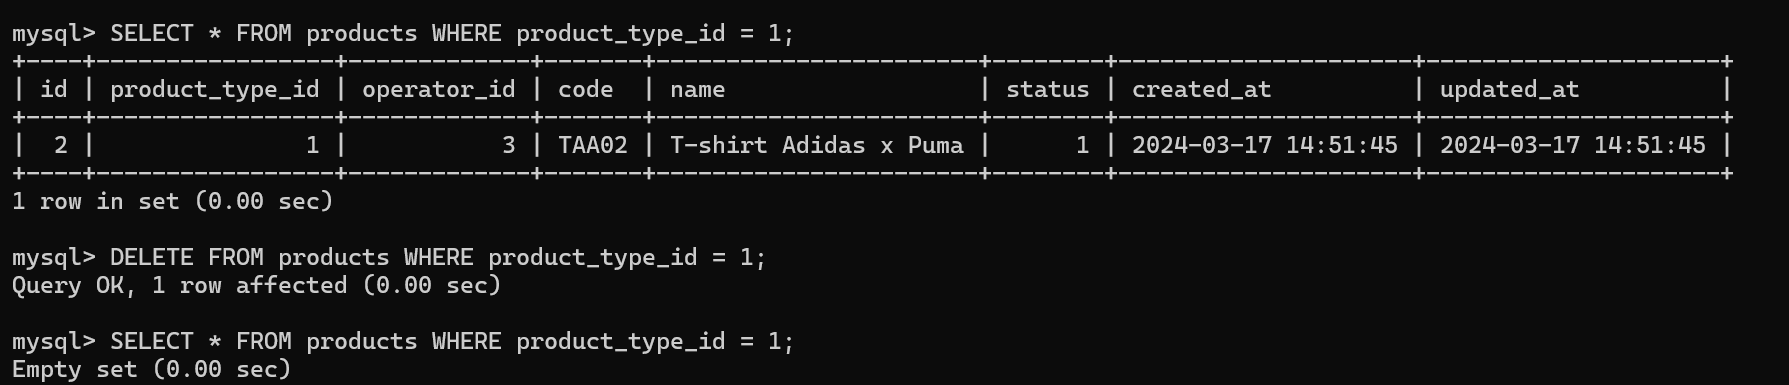 mysql> SELECT * FROM products WHERE product_type_id = 1;
+----+-----------------+-------------+-------+-----------------------+--------+---------------------+---------------------+
| id | product_type_id | operator_id | code  | name                  | status | created_at          | updated_at          |
+----+-----------------+-------------+-------+-----------------------+--------+---------------------+---------------------+
|  2 |               1 |           3 | TAA02 | T-shirt Adidas x Puma |      1 | 2024-03-17 14:51:45 | 2024-03-17 14:51:45 |
+----+-----------------+-------------+-------+-----------------------+--------+---------------------+---------------------+
1 row in set (0.00 sec)

mysql> DELETE FROM products WHERE product_type_id = 1;
Query OK, 1 row affected (0.00 sec)

mysql> SELECT * FROM products WHERE product_type_id = 1;
Empty set (0.00 sec)